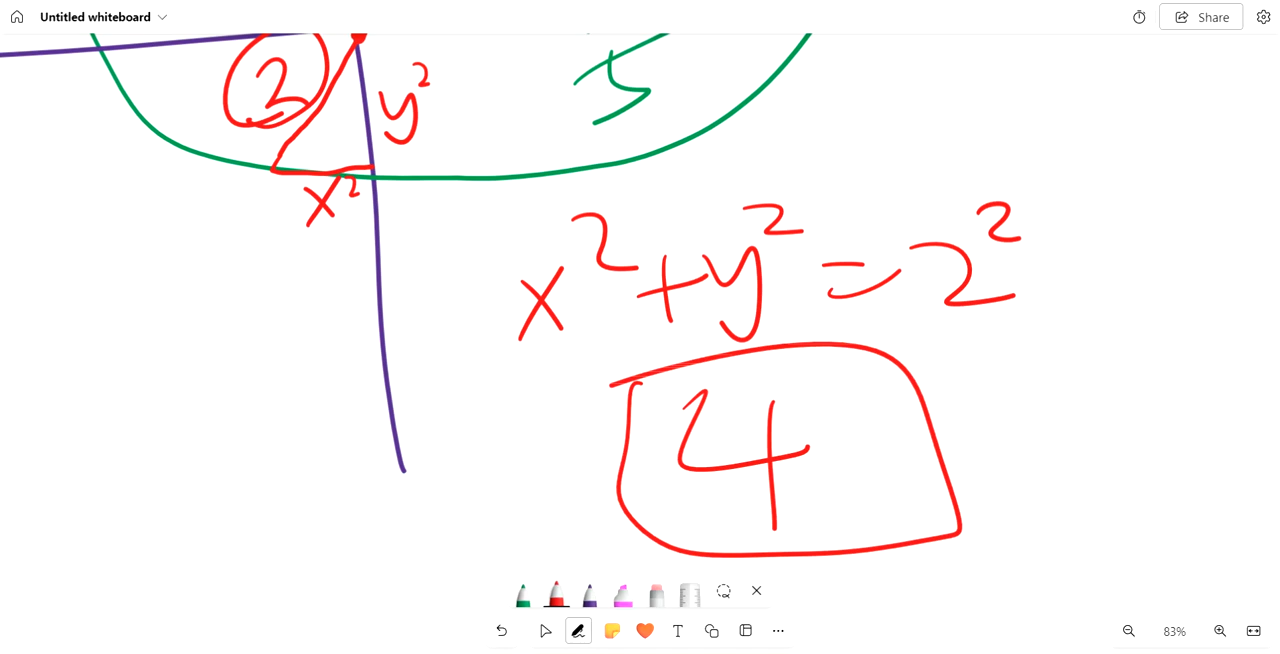 Untitled whiteboard
Share
2
y²
5
x²
x² + y² = 2²
4
83%